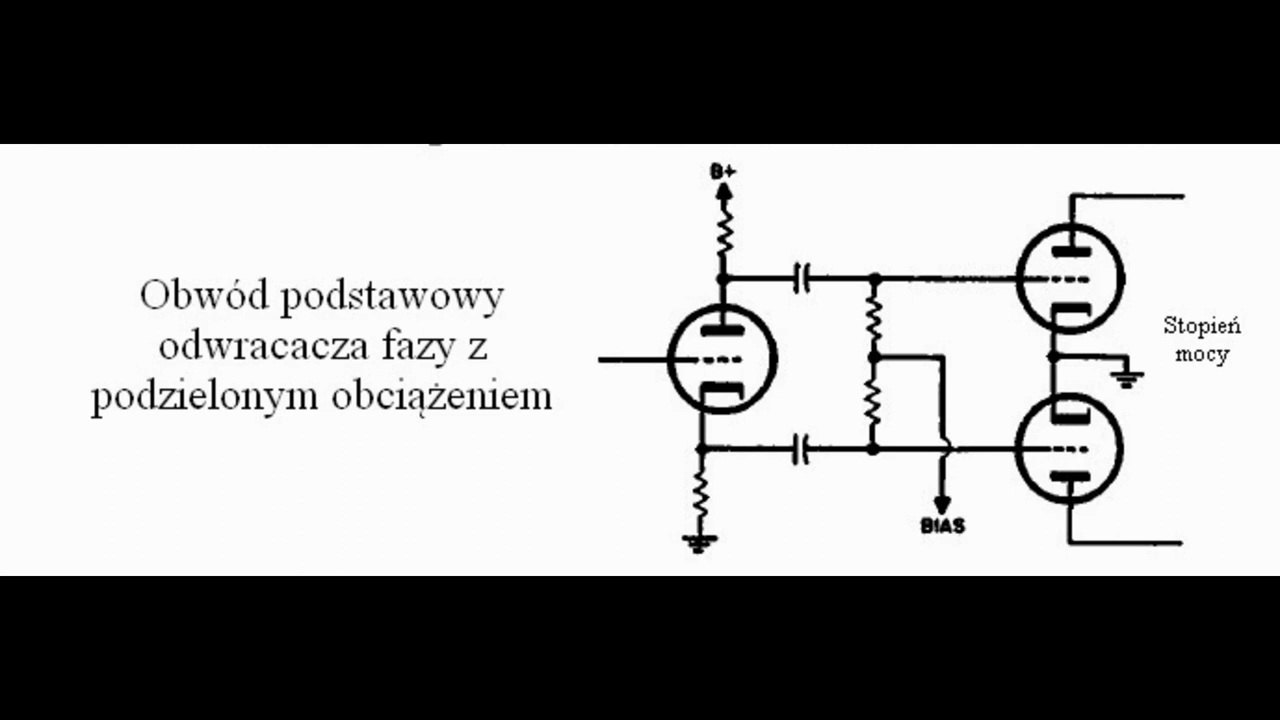 Obwód podstawowy
odwracacza fazy z
podzielonym obciążeniem
B+
Stopień
mocy
BIAS